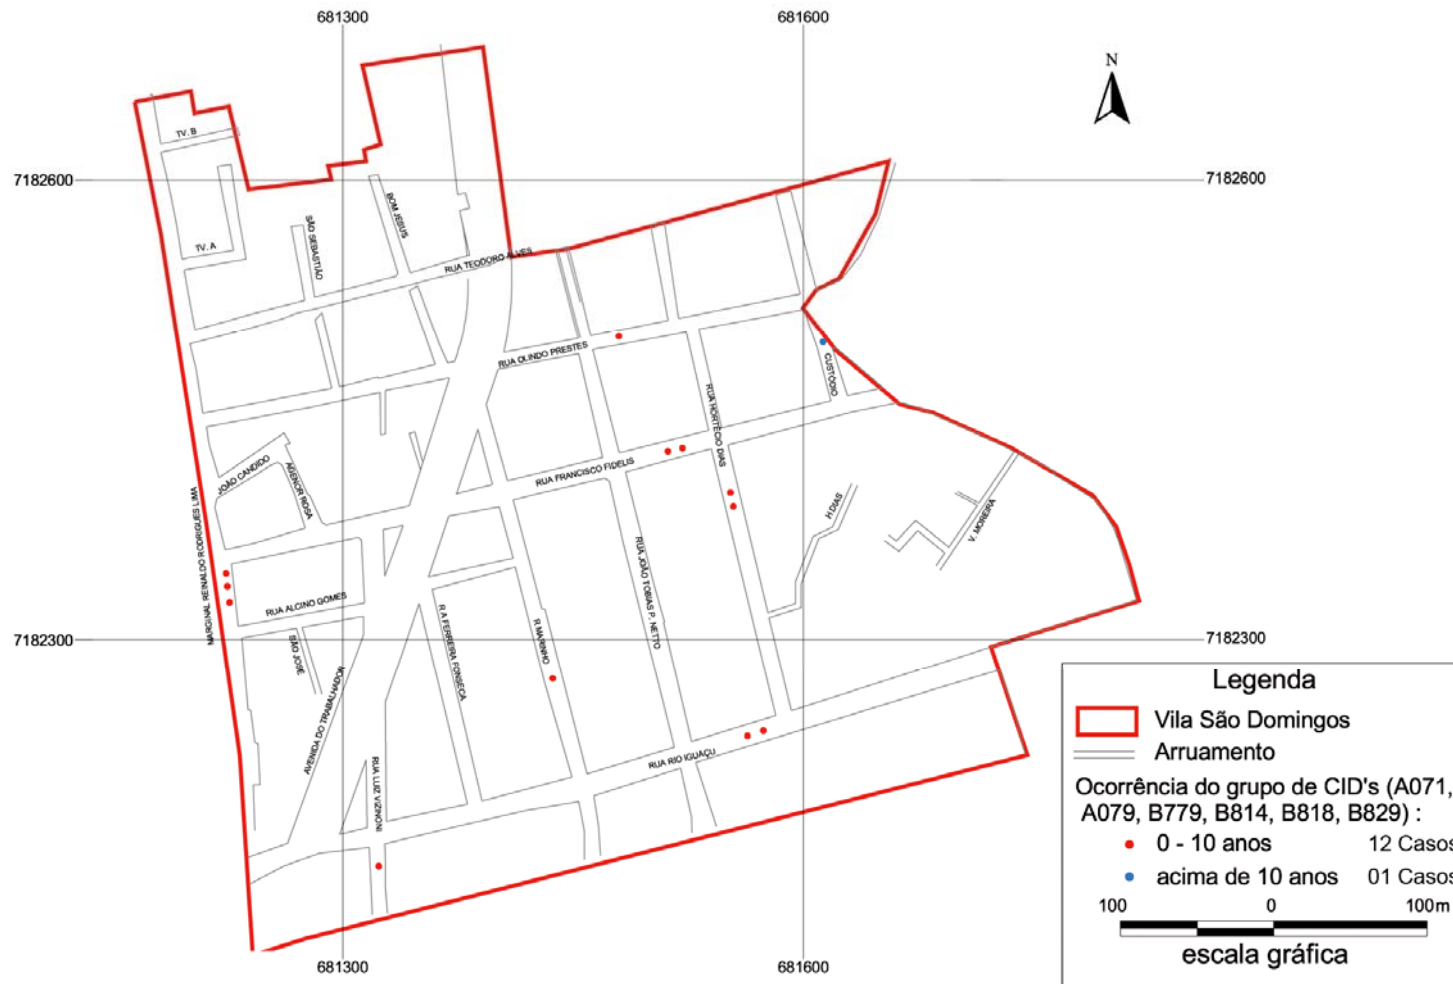 681300
681600
N
TV. B
7182600
7182600
BOM JESUS
SÃO SEBASTIÃO
TV. A
RUA TEODORO ALVES
RUA OLINDO PRESTES
CUSTÓDIO
RUA HORTÊCIO DIAS
JOÃO CANDIDO
AGENOR ROSA
RUA FRANCISCO FIDELIS
MARGINAL REINALDO RODRIGUES LIMA
H DIAS
V. MOREIRA
RUA JOÃO TOBIAS P. NETTO
RUA ALCINO GOMES
R A FERREIRA FONSECA
R MARINHO
SÃO JOSÉ
7182300
7182300
AVENIDA DO TRABALHADOR
RUA RIO IGUAÇU
RUA LUIZ VIZINONI
681300
681600
Legenda
Vila São Domingos
Arruamento
Ocorrência do grupo de CID's (A071,
A079, B779, B814, B818, B829) :
0 - 10 anos 12 Casos
acima de 10 anos 01 Casos
100 0 100m
escala gráfica